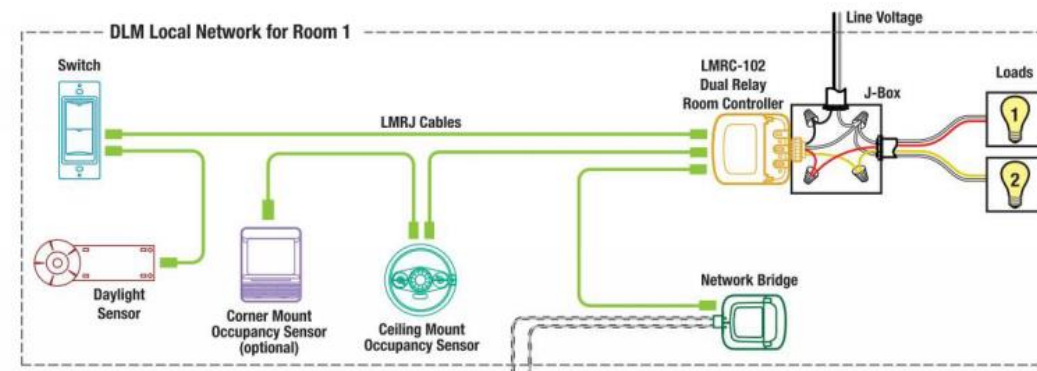 DLM Local Network for Room 1
Line Voltage
Switch
LMRC-102
Dual Relay
Room Controller
J-Box
Loads
LMRJ Cables
1
2
Daylight
Sensor
Corner Mount
Occupancy Sensor
(optional)
Ceiling Mount
Occupancy Sensor
Network Bridge